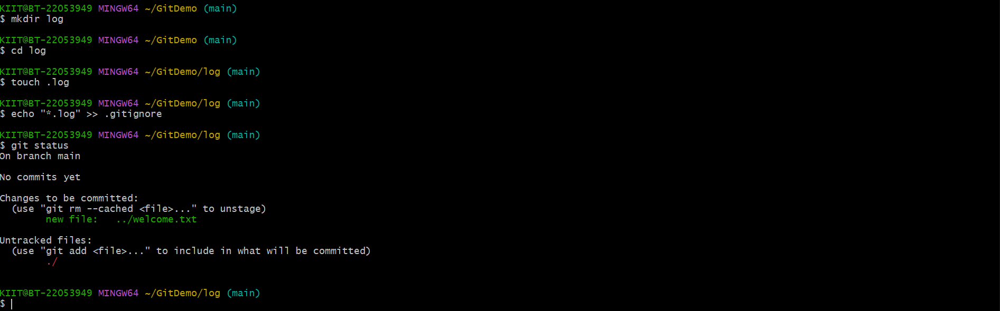 KIIT@BT-22053949 MINGW64 ~/GitDemo (main)
$ mkdir log
KIIT@BT-22053949 MINGW64 ~/GitDemo (main)
$ cd log
KIIT@BT-22053949 MINGW64 ~/GitDemo/log (main)
$ touch .log
KIIT@BT-22053949 MINGW64 ~/GitDemo/log (main)
$ echo "*.log" >> .gitignore
KIIT@BT-22053949 MINGW64 ~/GitDemo/log (main)
$ git status
On branch main
No commits yet
Changes to be committed:
  (use "git rm --cached <file>..." to unstage)
        new file:   ../welcome.txt
Untracked files:
  (use "git add <file>..." to include in what will be committed)
        ./
KIIT@BT-22053949 MINGW64 ~/GitDemo/log (main)
$